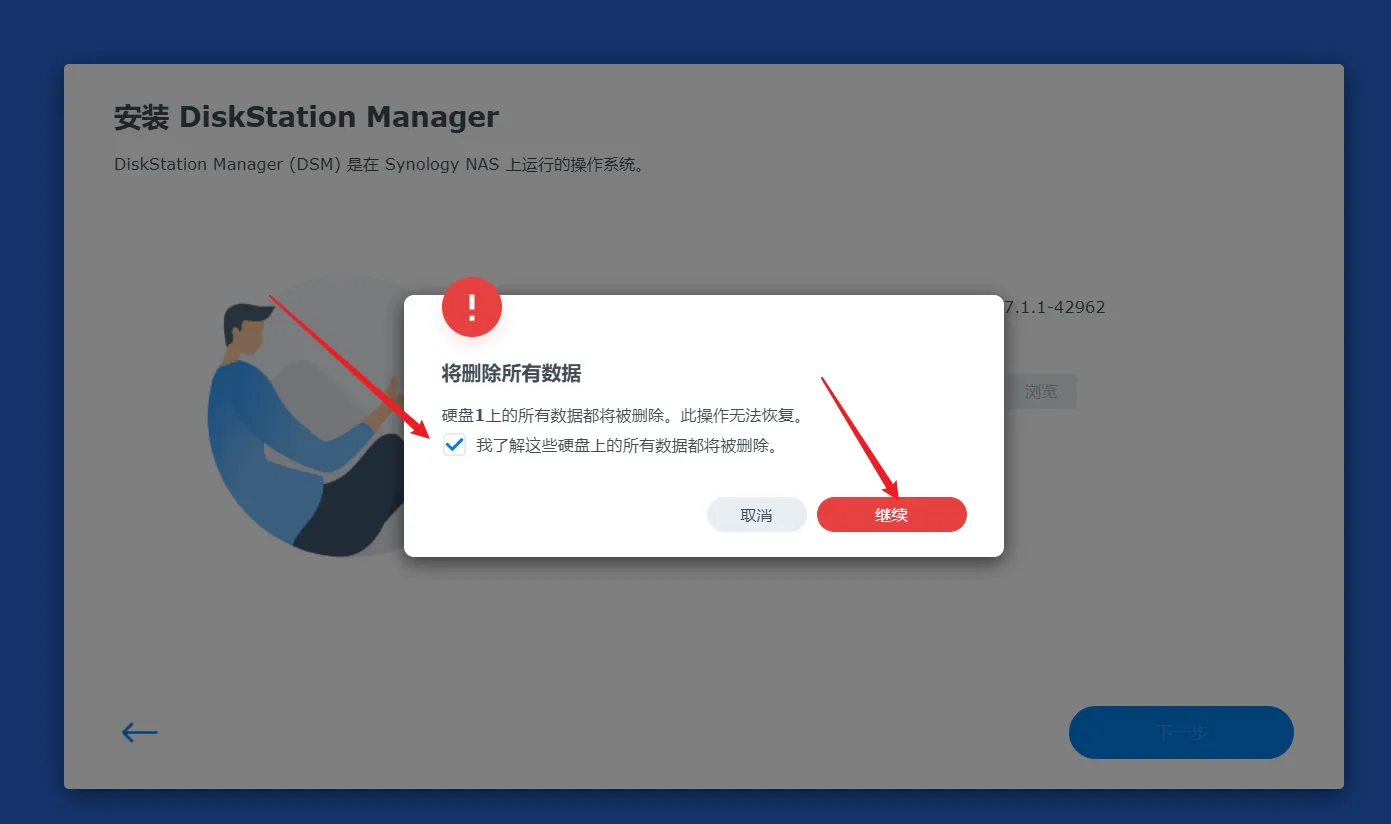 安装 DiskStation Manager
DiskStation Manager (DSM) 是在 Synology NAS 上运行的操作系统。
7.1.1-42962
将删除所有数据
浏览
硬盘1上的所有数据都将被删除。此操作无法恢复。
我了解这些硬盘上的所有数据都将被删除。
取消
继续
下一步